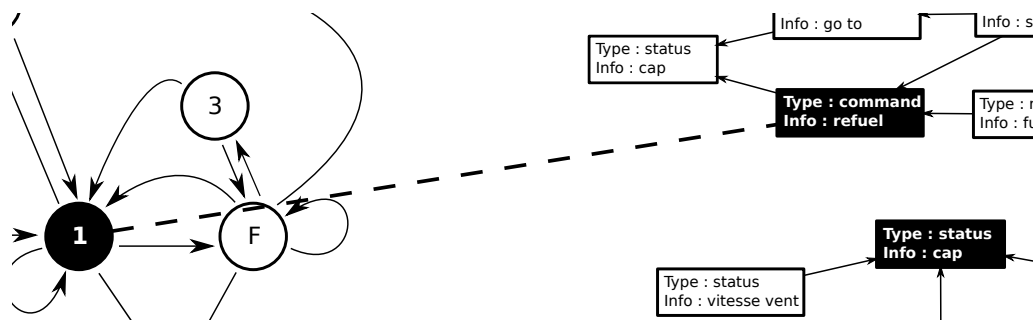 Info : go to
Info : s
Type : status
Info : cap
3
Type : command
Info : refuel
Type : r
Info : fu
1
F
Type : status
Info : cap
Type : status
Info : vitesse vent